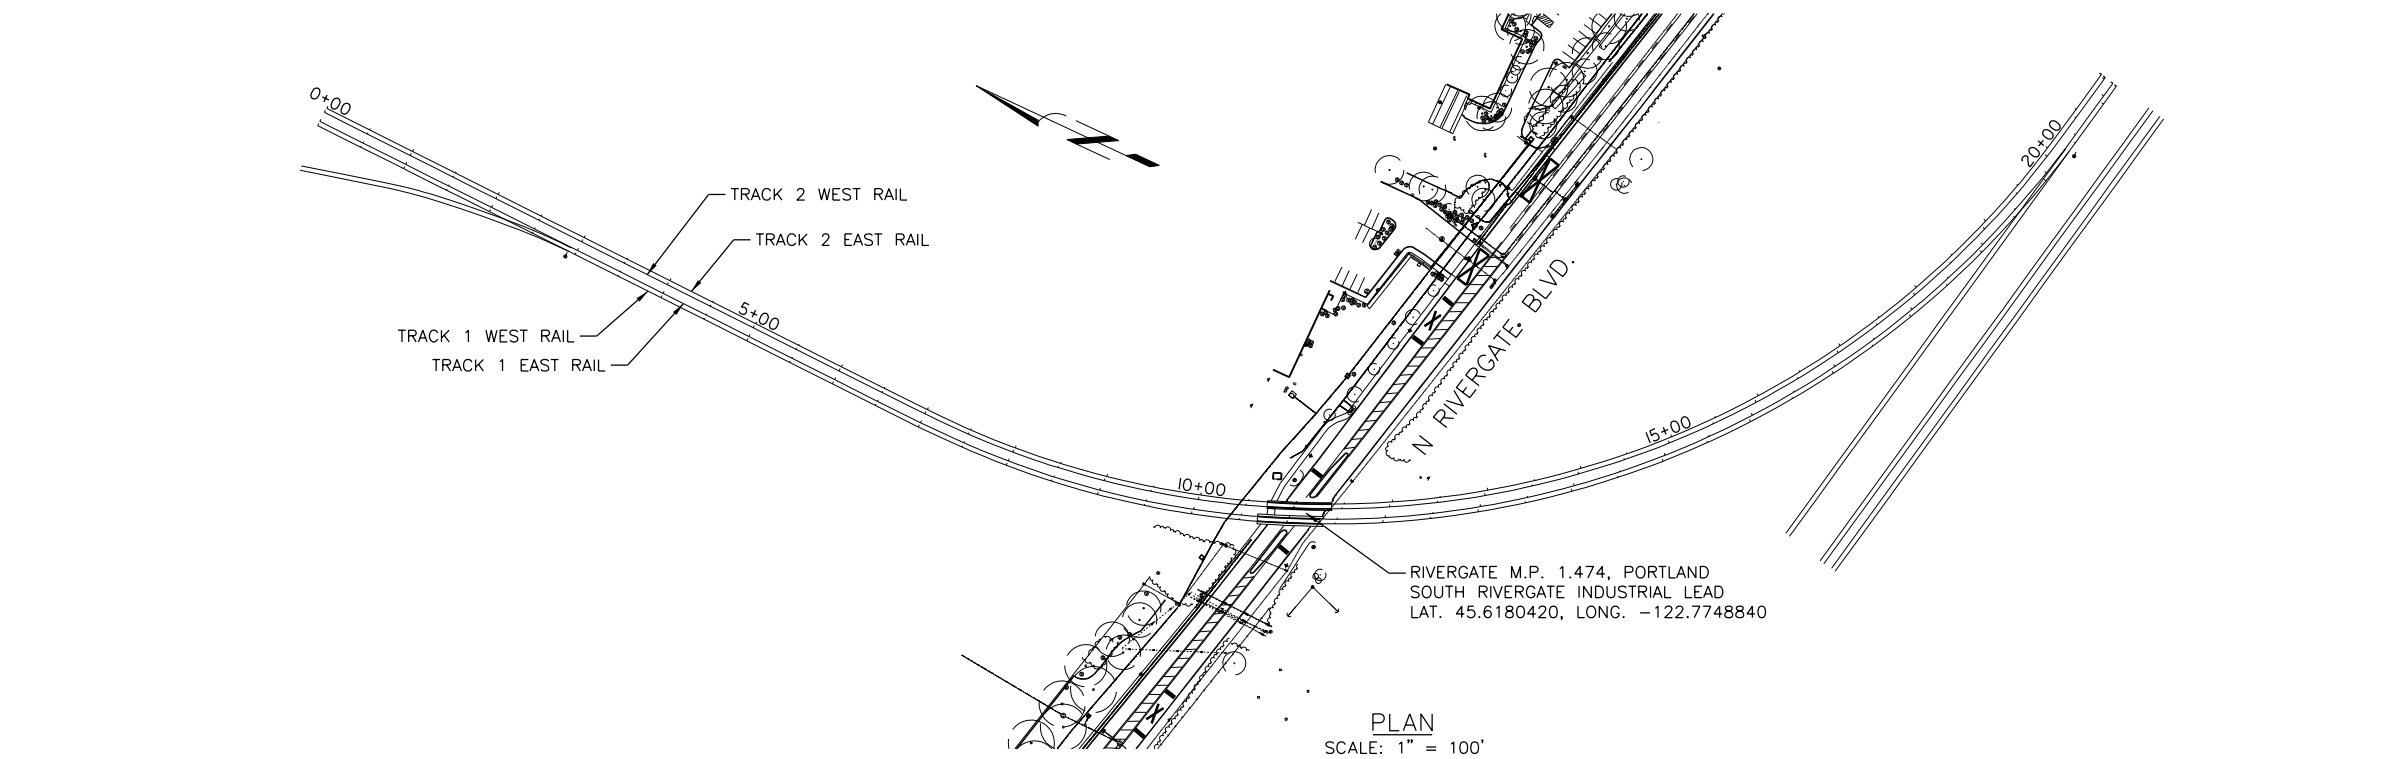 0+00
TRACK 2 WEST RAIL
TRACK 2 EAST RAIL
TRACK 1 WEST RAIL
TRACK 1 EAST RAIL
5+00
10+00
15+00
20+00
N RIVERGATE BLVD.
RIVERGATE M.P. 1.474, PORTLAND
SOUTH RIVERGATE INDUSTRIAL LEAD
LAT. 45.6180420, LONG. -122.7748840
PLAN
SCALE: 1" = 100'